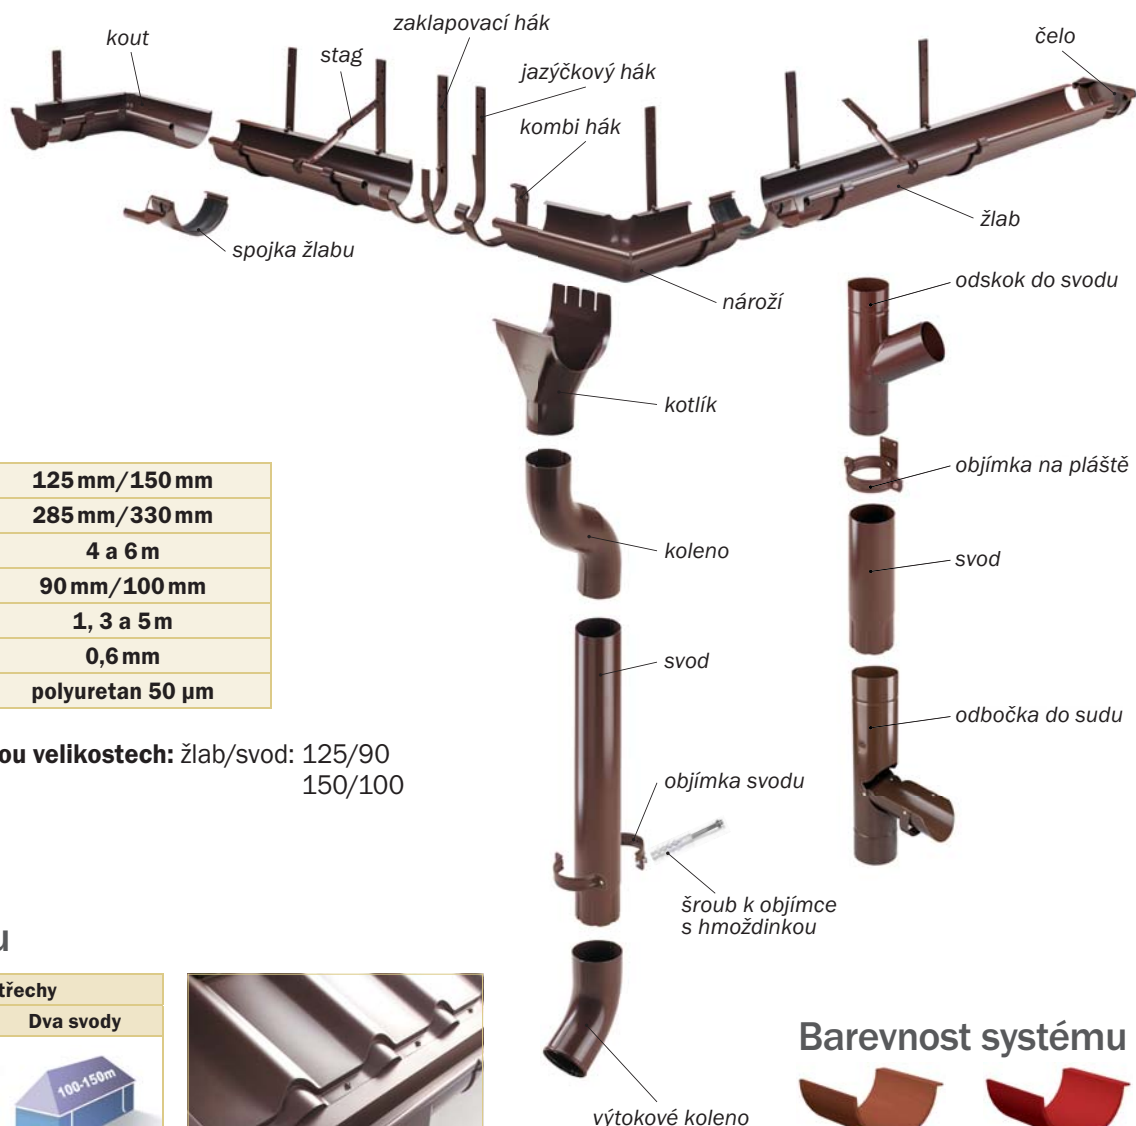 zaklapovací hák
kout
stag
čelo
jazýčkový hák
kombi hák
žlab
spojka žlabu
nároží
odskok do svodu
kotlík
objímka na pláště
125 mm/150 mm
285 mm/330 mm
4 a 6 m
90 mm/100 mm
1, 3 a 5 m
0,6 mm
polyuretan 50 µm
koleno
svod
svod
odbočka do sudu
ou velikostech: žlab/svod: 125/90
150/100
objímka svodu
šroub k objímce
s hmoždinkou
u
třechy
Dva svody
100-150m
Barevnost systému
výtokové koleno